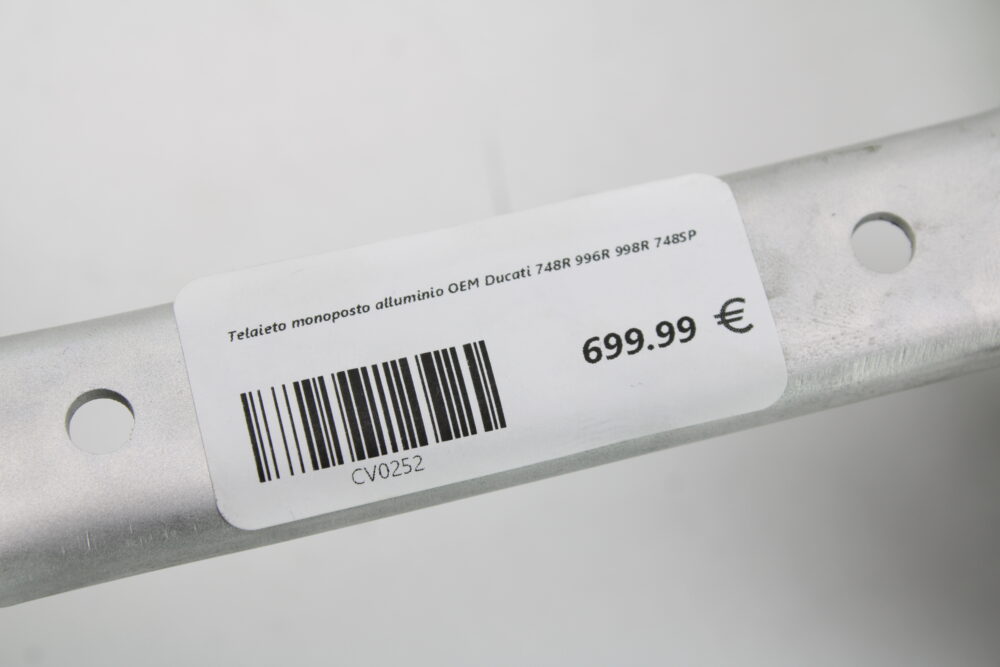 Telaieto monoposto alluminio OEM Ducati 748R 996R 998R 748SP
699.99 €
CV0252